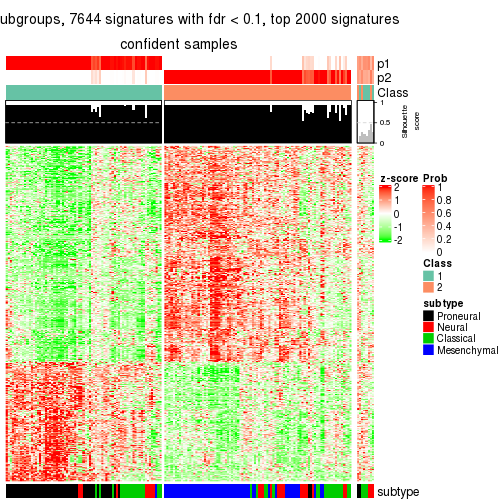 ubgroups, 7644 signatures with fdr < 0.1, top 2000 signatures
confident samples
p1
p2
Class
1
0.5
0
Silhouette
score
z-score
2
1
0
-1
-2
Prob
1
0.8
0.6
0.4
0.2
0
Class
1
2
subtype
Proneural
Neural
Classical
Mesenchymal
subtype